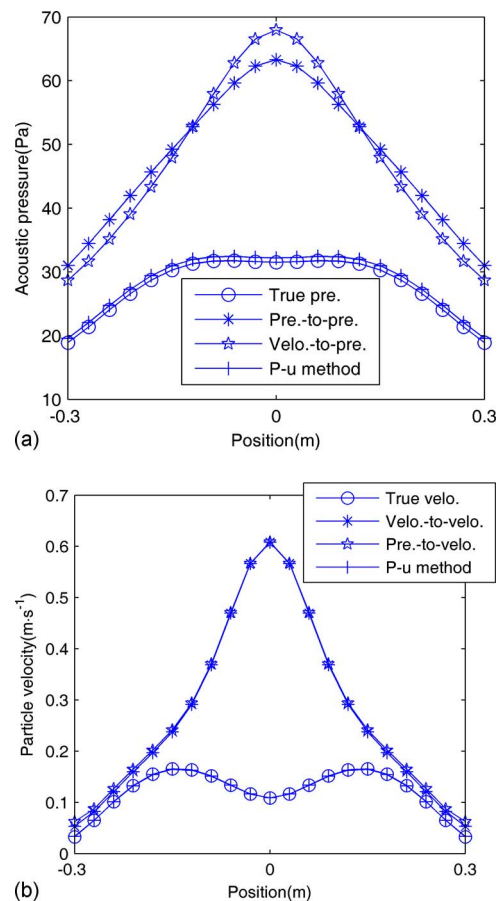 70
60
50
40
30
20
10
Acoustic pressure(Pa)
True pre.
Pre.-to-pre.
Velo.-to-pre.
P-u method
-0.3
0
0.3
Position(m)
(a)
0.7
0.6
0.5
0.4
0.3
0.2
0.1
0
Particle velocity(m·s⁻¹)
True velo.
Velo.-to-velo.
Pre.-to-velo.
P-u method
-0.3
0
0.3
Position(m)
(b)